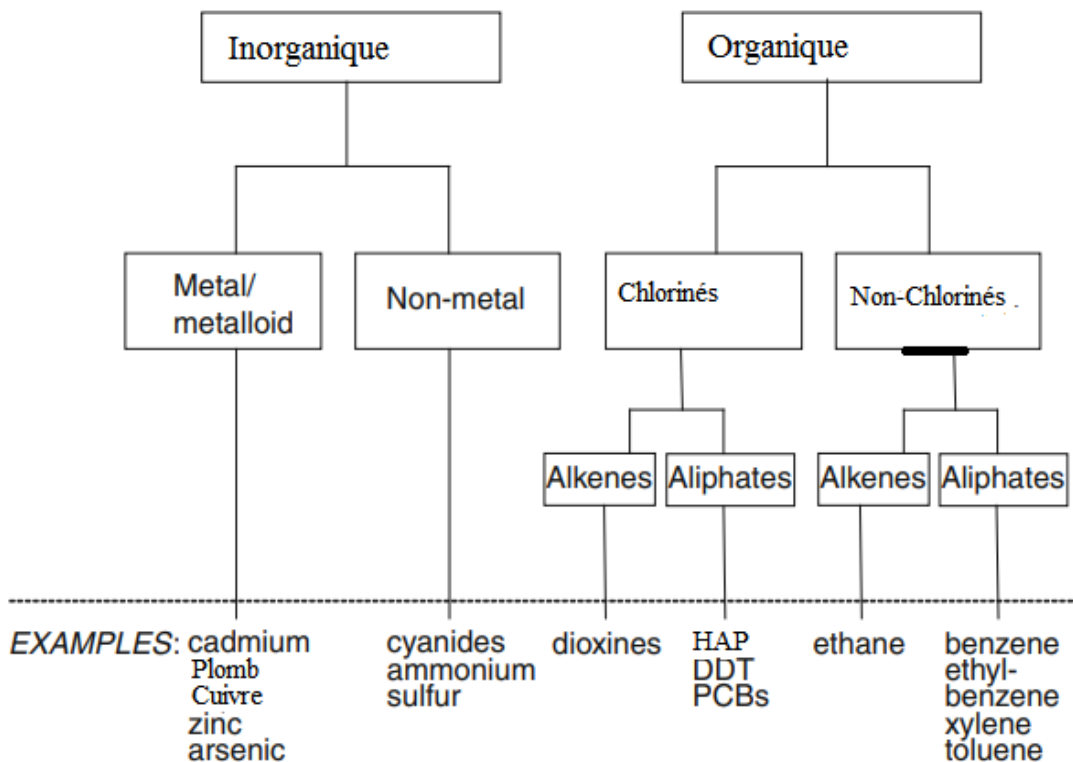 Inorganique
Organique
Metal/
metalloid
Non-metal
Chlorinés
Non-Chlorinés
Alkenes
Aliphates
Alkenes
Aliphates
EXAMPLES: cadmium
Plomb
Cuivre
zinc
arsenic
cyanides
ammonium
sulfur
dioxines
HAP
DDT
PCBs
ethane
benzene
ethyl-
benzene
xylene
toluene